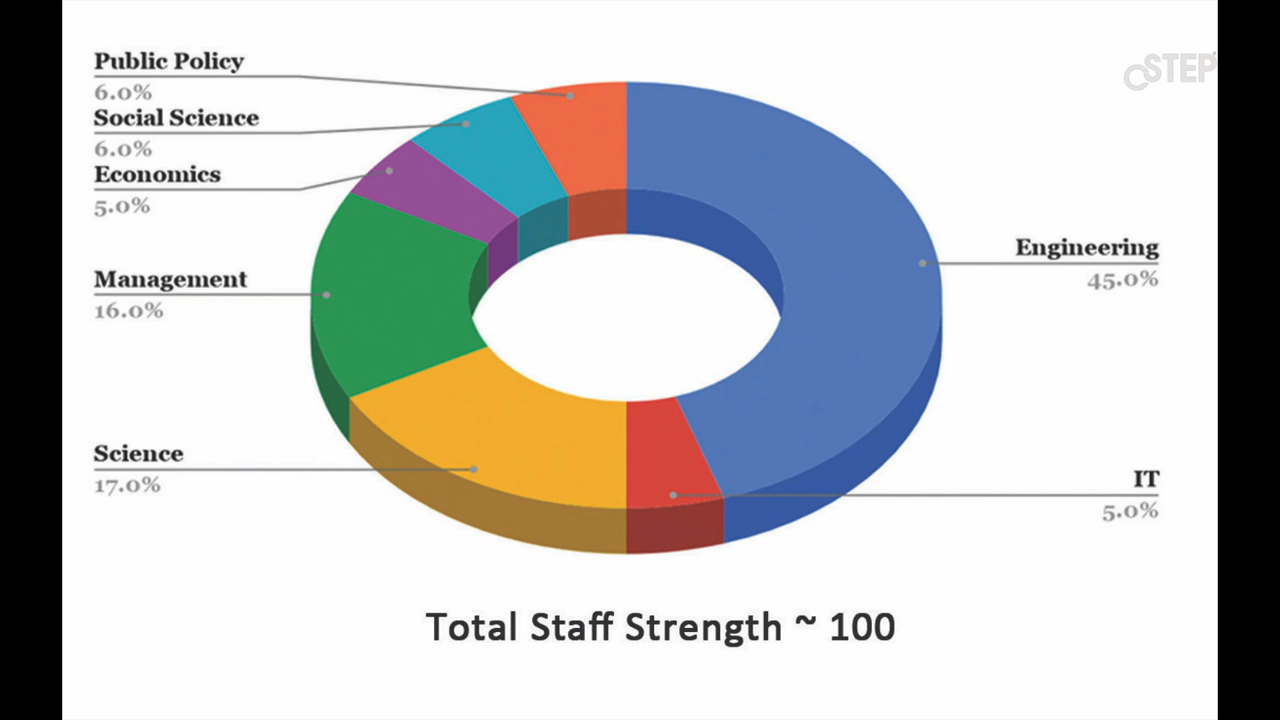 Public Policy
6.0%
Social Science
6.0%
Economics
5.0%
Management
16.0%
Science
17.0%
CSTEP
Engineering
45.0%
IT
5.0%
Total Staff Strength ~ 100